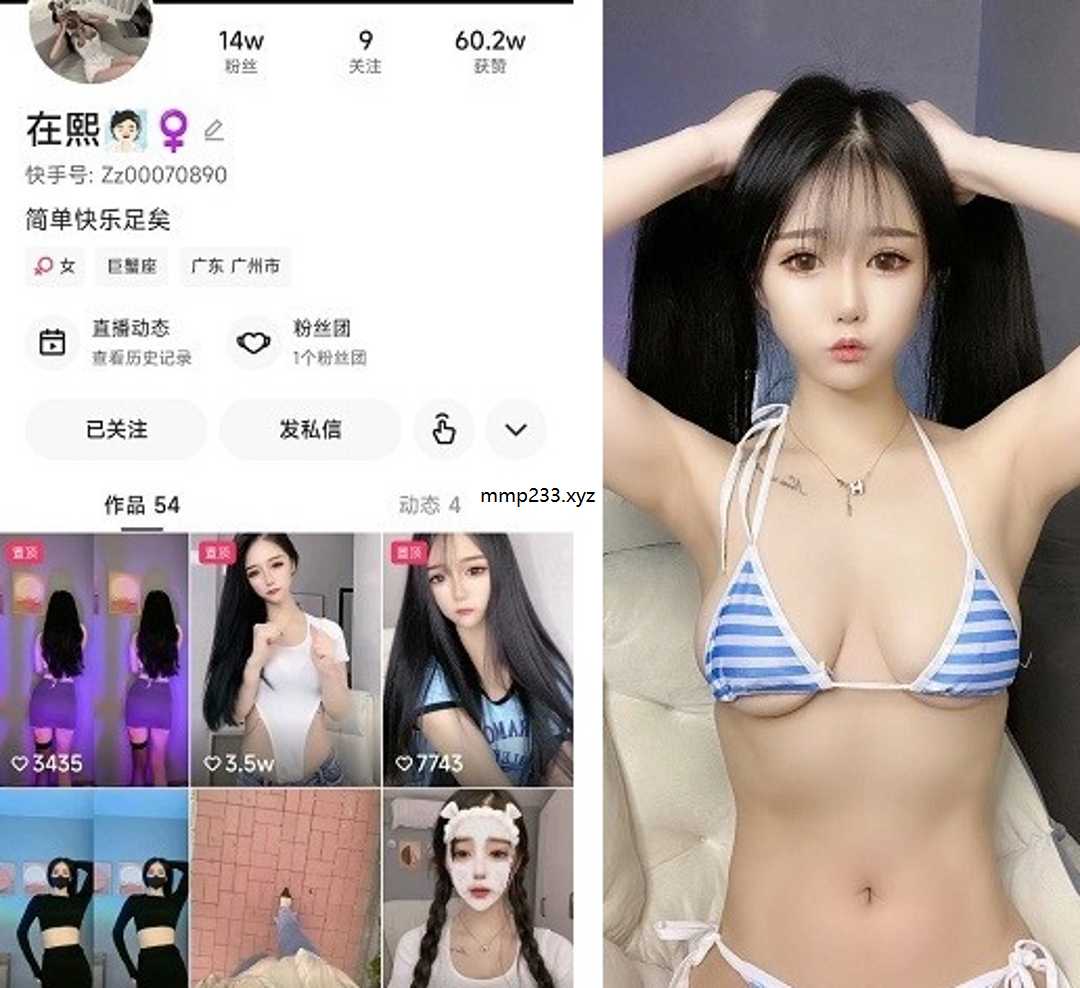 14w 9 60.2w
粉丝 关注 获赞
在熙
快手号: Zz00070890
简单快乐足矣
女 巨蟹座 广东 广州市
直播动态 粉丝团
查看历史记录 1个粉丝团
已关注 发私信
作品 54 动态 4
mmp233.xyz
置顶 置顶 置顶
3435 3.5w 7743
H